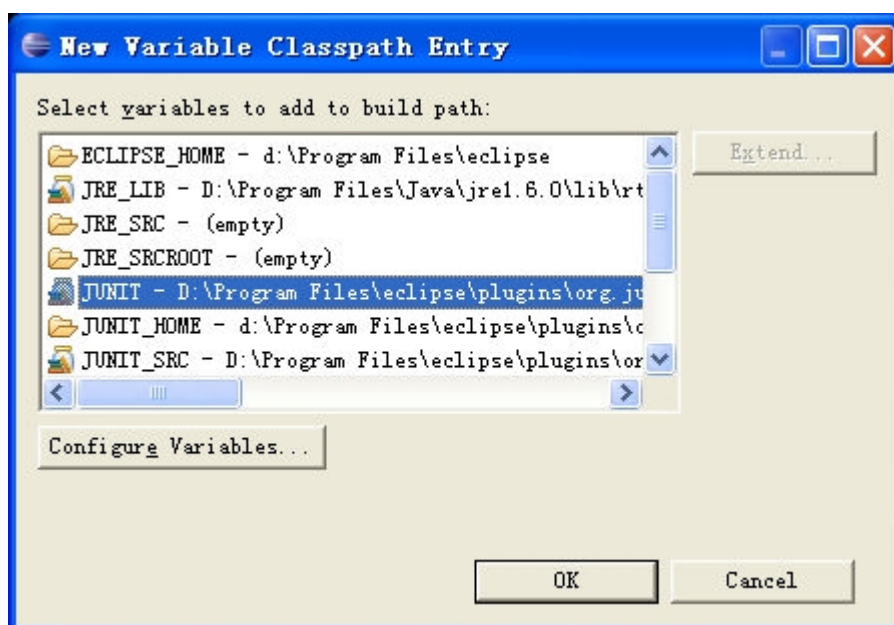 New Variable Classpath Entry
Select variables to add to build path:
ECLIPSE_HOME - d:\Program Files\eclipse
Extend...
JRE_LIB - D:\Program Files\Java\jre1.6.0\lib\rt
JRE_SRC - (empty)
JRE_SRCROOT - (empty)
JUNIT - D:\Program Files\eclipse\plugins\org.ju
JUNIT_HOME - d:\Program Files\eclipse\plugins\o
JUNIT_SRC - D:\Program Files\eclipse\plugins\or
Configure Variables...
OK
Cancel